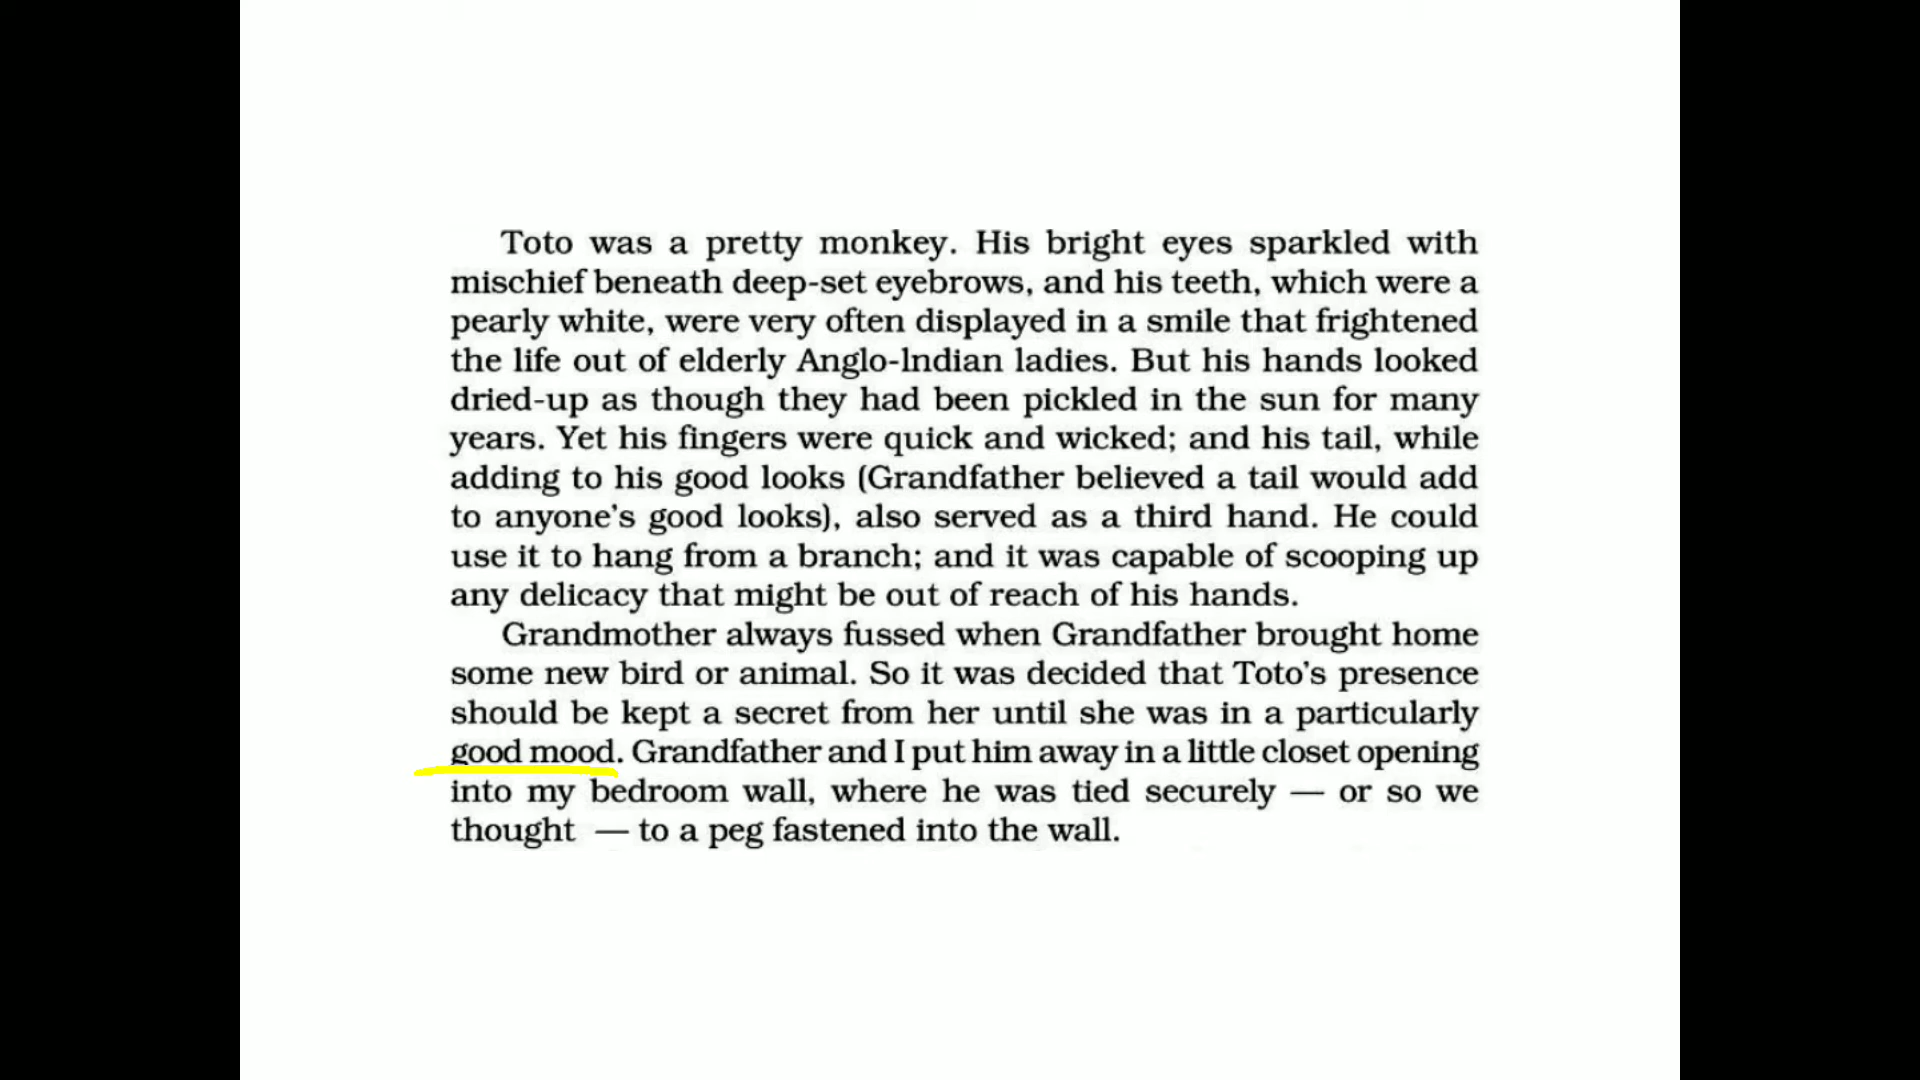 Toto was a pretty monkey. His bright eyes sparkled with
mischief beneath deep-set eyebrows, and his teeth, which were a
pearly white, were very often displayed in a smile that frightened
the life out of elderly Anglo-lndian ladies. But his hands looked
dried-up as though they had been pickled in the sun for many
years. Yet his fingers were quick and wicked; and his tail, while
adding to his good looks (Grandfather believed a tail would add
to anyone's good looks), also served as a third hand. He could
use it to hang from a branch; and it was capable of scooping up
any delicacy that might be out of reach of his hands.
Grandmother always fussed when Grandfather brought home
some new bird or animal. So it was decided that Toto's presence
should be kept a secret from her until she was in a particularly
good mood. Grandfather and I put him away in a little closet opening
into my bedroom wall, where he was tied securely — or so we
thought — to a peg fastened into the wall.